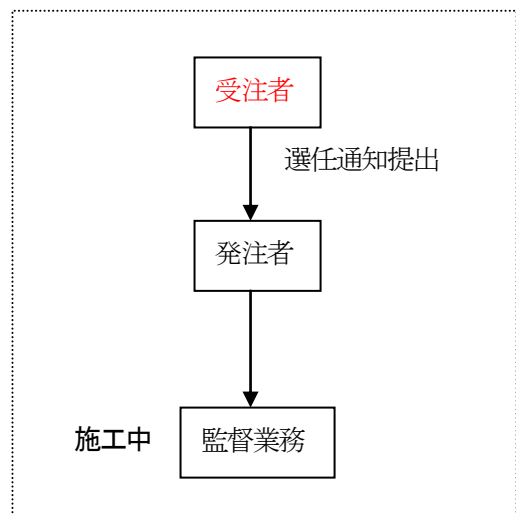 受注者
選任通知提出
発注者
施工中
監督業務